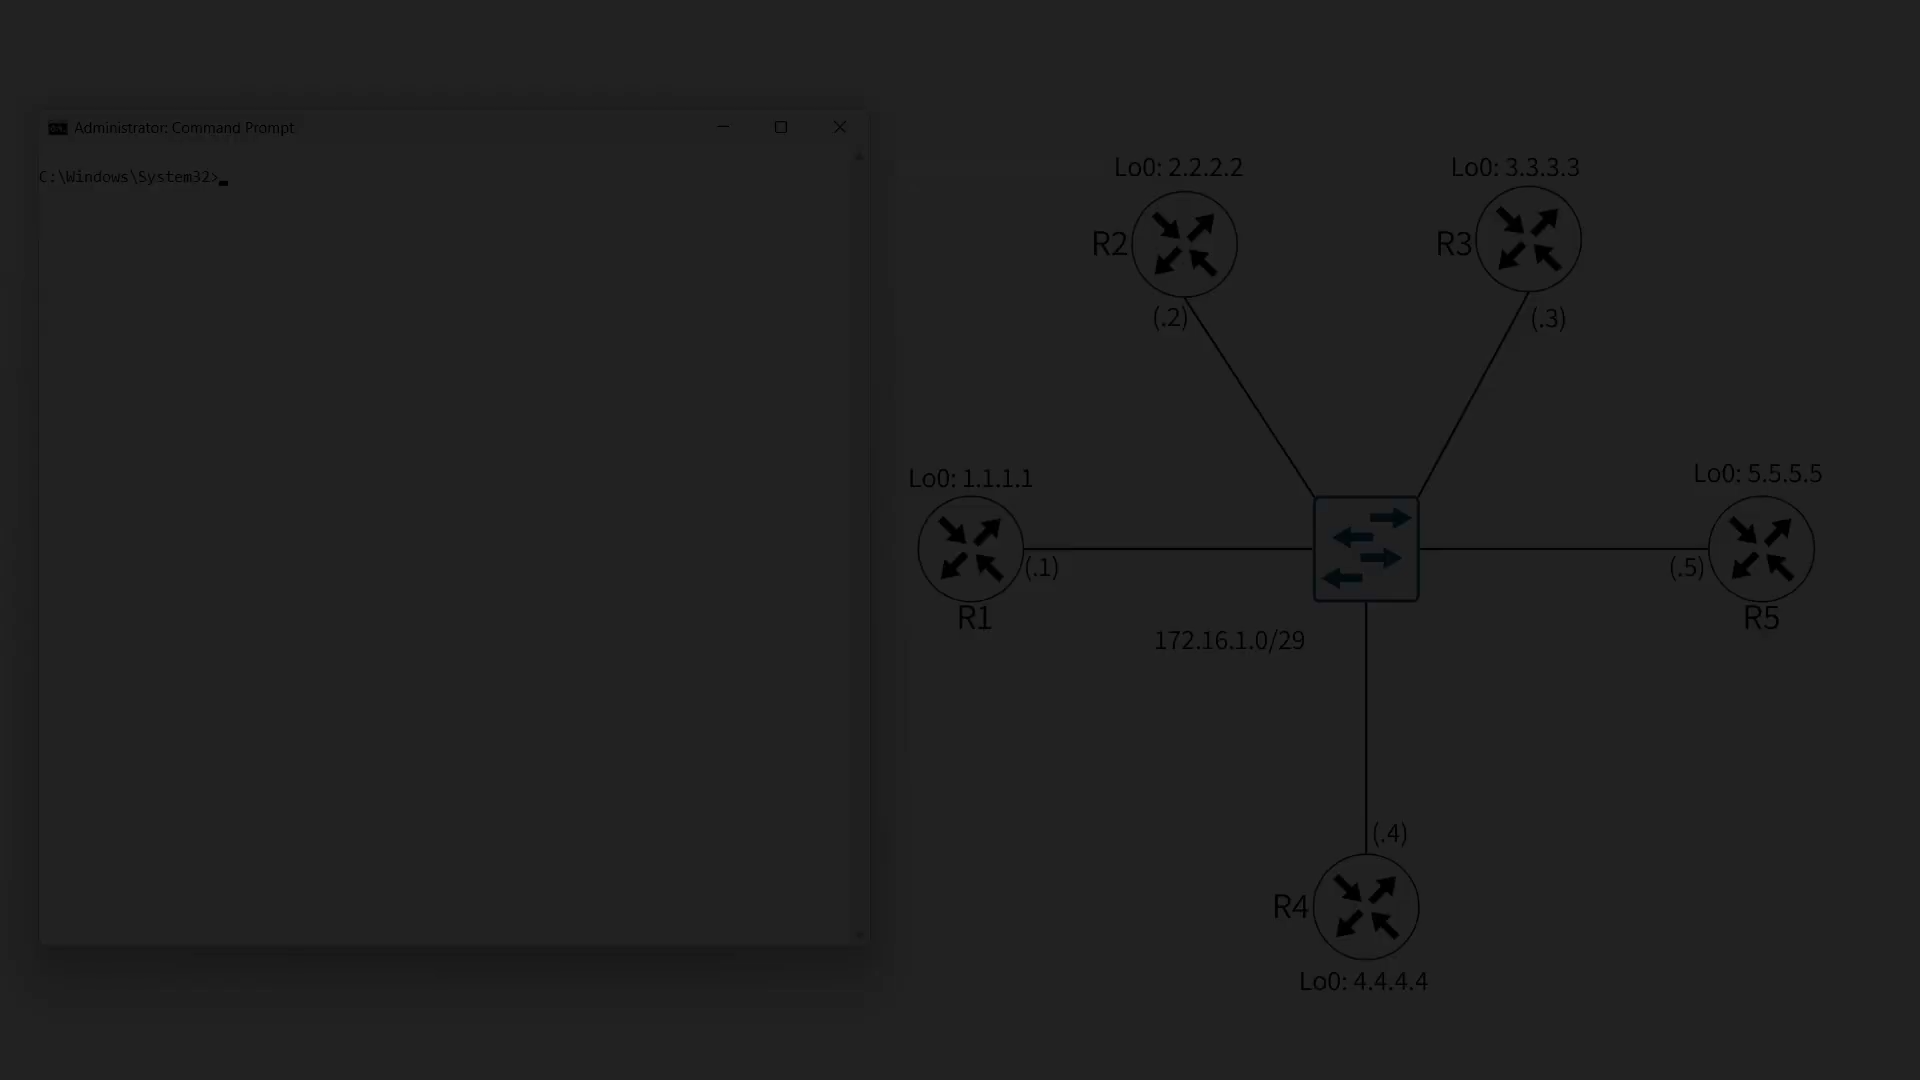 Administrator: Command Prompt
C:\Windows\System32>
Lo0: 2.2.2.2
Lo0: 3.3.3.3
R2
R3
(.2)
(.3)
Lo0: 1.1.1.1
Lo0: 5.5.5.5
(.1)
(.5)
R1
R5
172.16.1.0/29
(.4)
R4
Lo0: 4.4.4.4